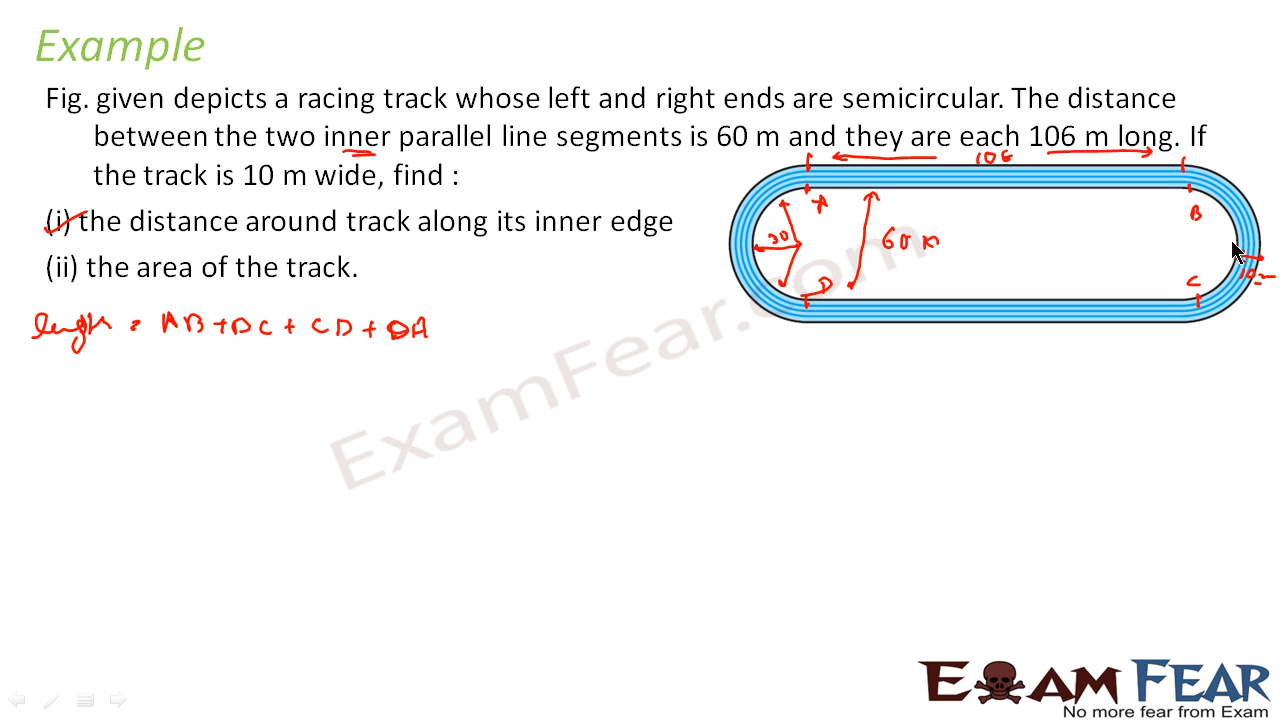 Example
Fig. given depicts a racing track whose left and right ends are semicircular. The distance
between the two inner parallel line segments is 60 m and they are each 106 m long. If
the track is 10 m wide, find :
106
(i) the distance around track along its inner edge
(ii) the area of the track.
A
B
30
60 m
D
C
10m
length = AB + BC + CD + DA
ExamFear.com
EXAM FEAR
No more fear from Exam